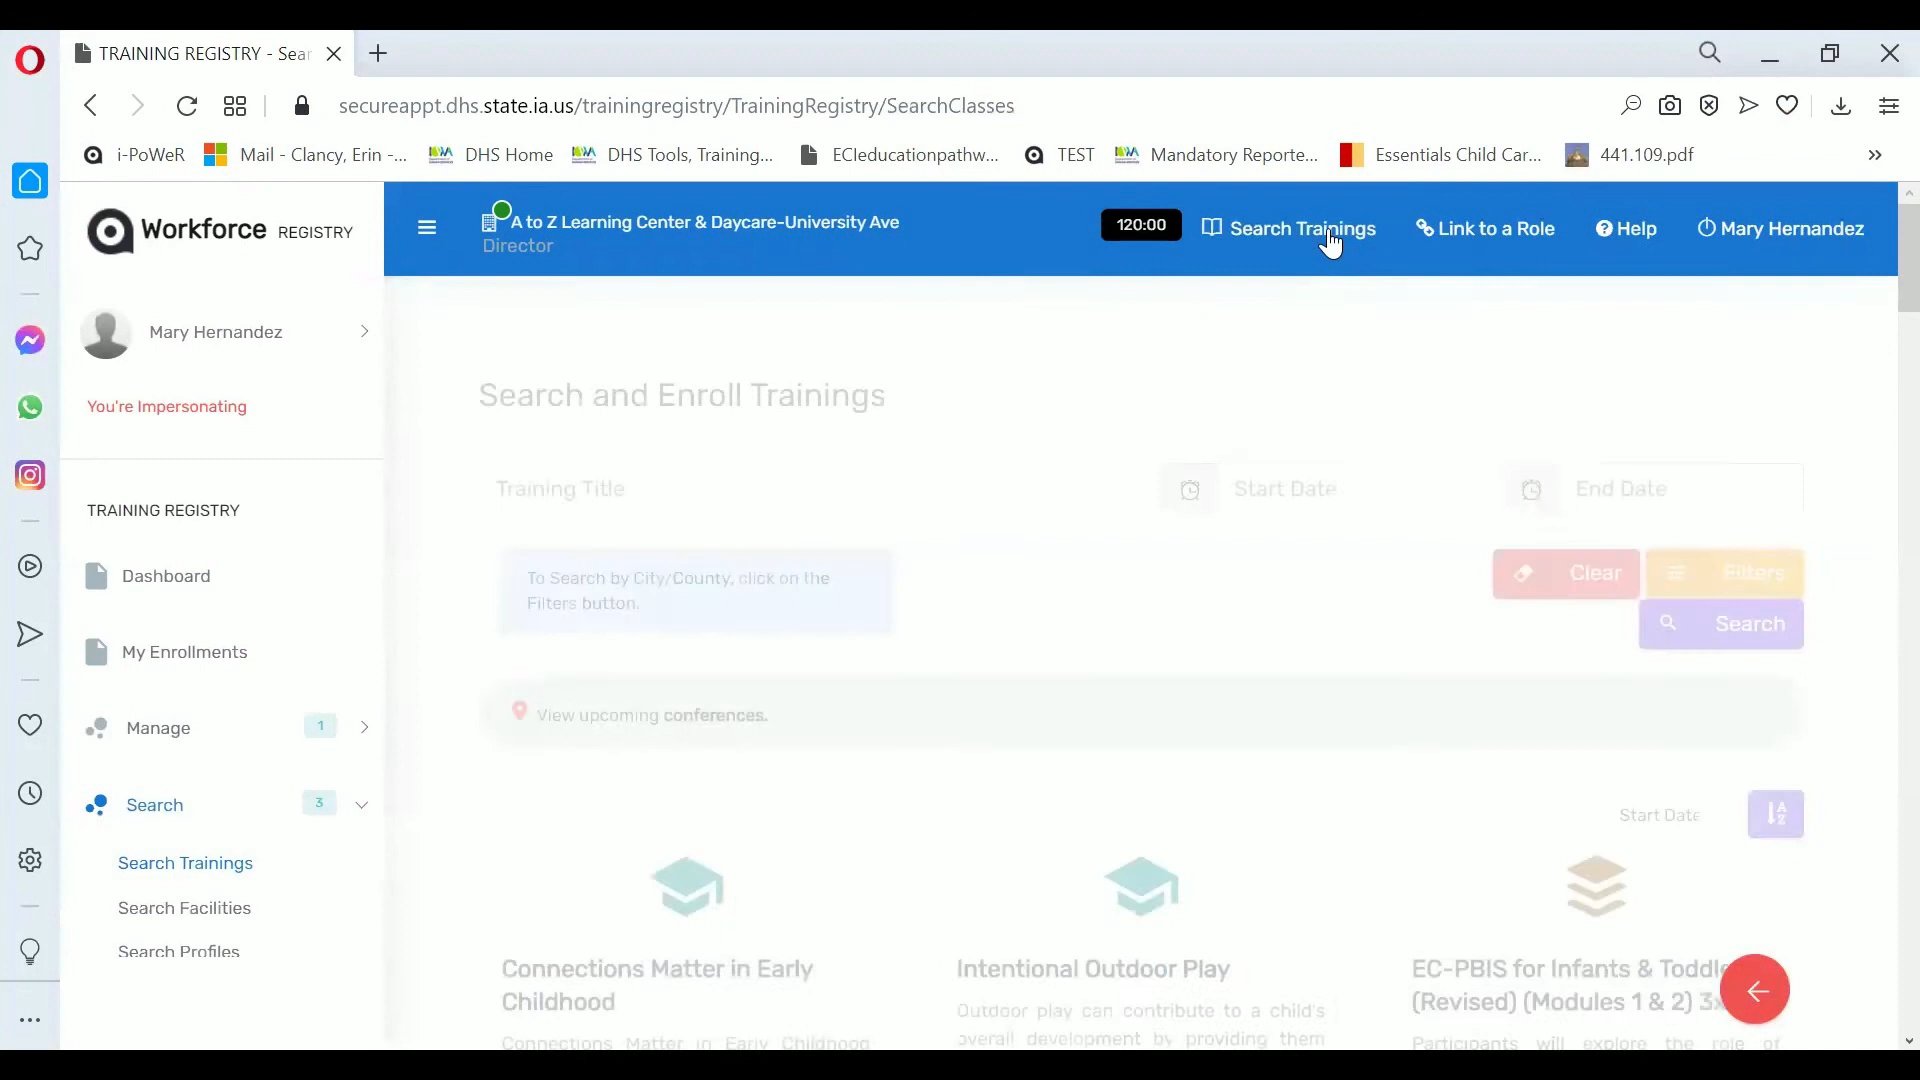 TRAINING REGISTRY - Sear
secureappt.dhs.state.ia.us/trainingregistry/TrainingRegistry/SearchClasses
i-PoWeR
Mail - Clancy, Erin -...
DHS Home
DHS Tools, Training,...
ECIeducationpathw...
TEST
Mandatory Reporte...
Essentials Child Car...
441.109.pdf
Workforce REGISTRY
A to Z Learning Center & Daycare-University Ave
Director
120:00
Search Trainings
Link to a Role
Help
Mary Hernandez
Mary Hernandez
You're Impersonating
TRAINING REGISTRY
Dashboard
My Enrollments
Manage 1
Search 3
Search Trainings
Search Facilities
Search Profiles
Search and Enroll Trainings
Training Title
Start Date
End Date
To Search by City/County, click on the
Filters button.
Clear
Filters
Search
View upcoming conferences.
Start Date
Connections Matter in Early
Childhood
Connections Matter in Early Childhood
Intentional Outdoor Play
Outdoor play can contribute to a child's
overall development by providing them
EC-PBIS for Infants & Toddle
(Revised) (Modules 1 & 2) 3x
Participants will explore the role of